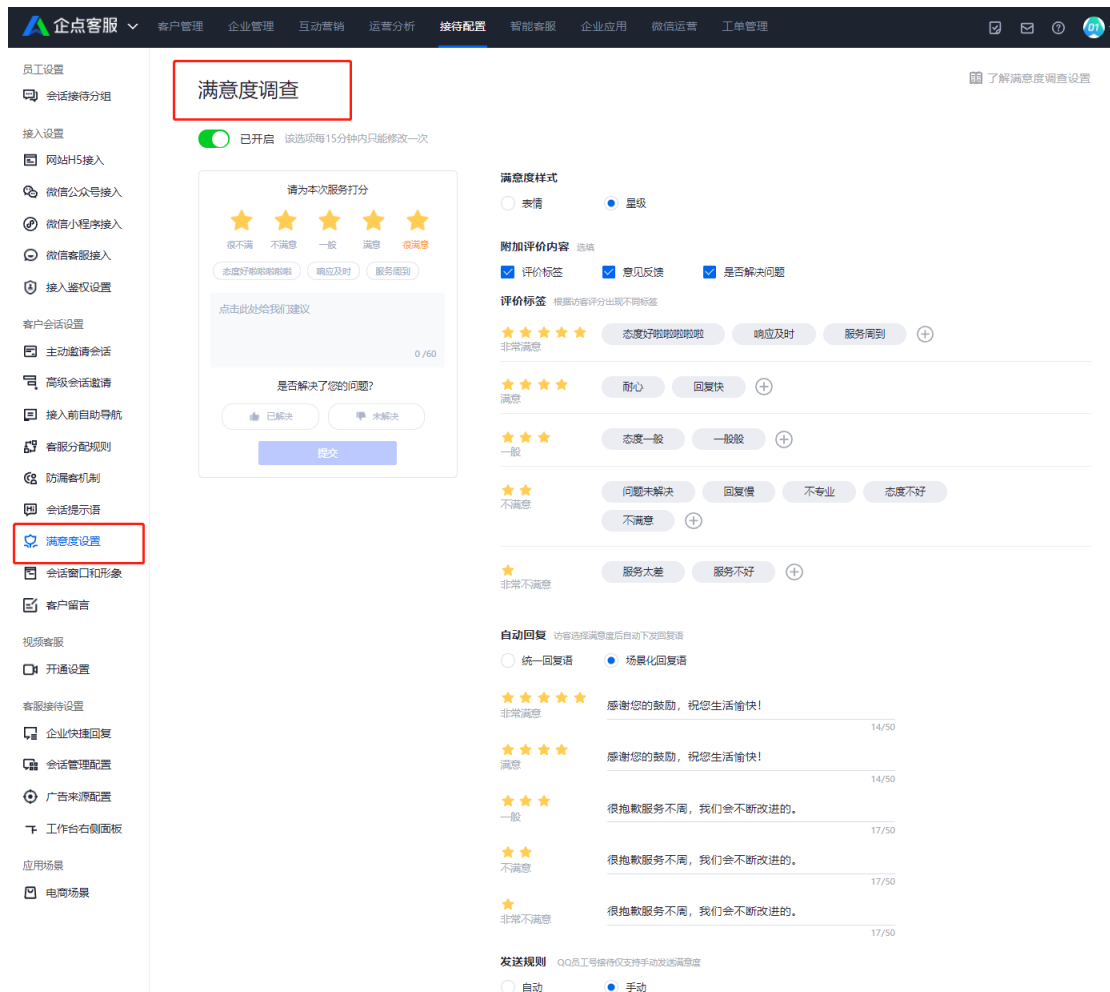 企点客服 客户管理 企业管理 互动营销 运营分析 接待配置 智能客服 企业应用 微信运营 工单管理
员工设置
会话接待分组
接入设置
网站H5接入
微信公众号接入
微信小程序接入
微信客服接入
接入鉴权设置
客户会话设置
主动邀请会话
高级会话邀请
接入前自助导航
客服分配规则
防漏客机制
会话提示语
满意度设置
会话窗口和形象
客户留言
视频客服
开通设置
客服接待设置
企业快捷回复
会话管理配置
广告来源配置
工作台右侧面板
应用场景
电商场景
满意度调查
了解满意度调查设置
已开启 该选项每15分钟内只能修改一次
请为本次服务打分
很不满 不满意 一般 满意 很满意
态度好啦啦啦啦啦 响应及时 服务周到
点击此处给我们建议
0 /60
是否解决了您的问题?
已解决 未解决
提交
满意度样式
表情 星级
附加评价内容 选填
评价标签 意见反馈 是否解决问题
评价标签 根据访客评分出现不同标签
非常满意 态度好啦啦啦啦啦 响应及时 服务周到
满意 耐心 回复快
一般 态度一般 一般般
不满意 问题未解决 回复慢 不专业 态度不好
不满意
非常不满意 服务太差 服务不好
自动回复 访客选择满意度后自动下发回复语
统一回复语 场景化回复语
非常满意 感谢您的鼓励，祝您生活愉快！
14/50
满意 感谢您的鼓励，祝您生活愉快！
14/50
一般 很抱歉服务不周，我们会不断改进的。
17/50
不满意 很抱歉服务不周，我们会不断改进的。
17/50
非常不满意 很抱歉服务不周，我们会不断改进的。
17/50
发送规则 QQ员工号接待仅支持手动发送满意度
自动 手动